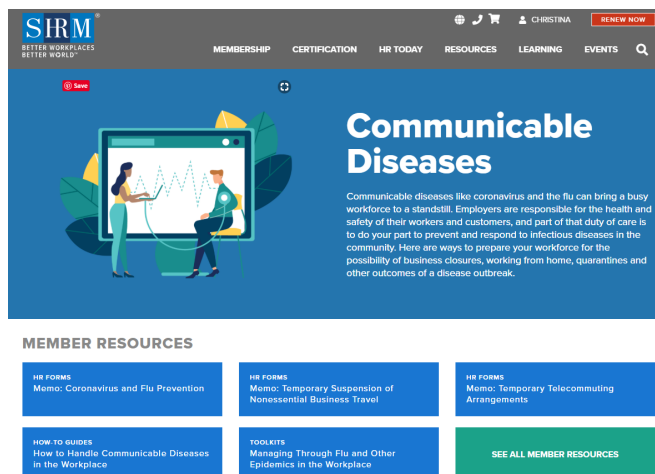 SHRM®
BETTER WORKPLACES
BETTER WORLD™
CHRISTINA
RENEW NOW
MEMBERSHIP CERTIFICATION HR TODAY RESOURCES LEARNING EVENTS
Save
Communicable
Diseases
Communicable diseases like coronavirus and the flu can bring a busy
workforce to a standstill. Employers are responsible for the health and
safety of their workers and customers, and part of that duty of care is
to do your part to prevent and respond to infectious diseases in the
community. Here are ways to prepare your workforce for the
possibility of business closures, working from home, quarantines and
other outcomes of a disease outbreak.
MEMBER RESOURCES
HR FORMS
Memo: Coronavirus and Flu Prevention
HR FORMS
Memo: Temporary Suspension of
Nonessential Business Travel
HR FORMS
Memo: Temporary Telecommuting
Arrangements
HOW-TO GUIDES
How to Handle Communicable Diseases
in the Workplace
TOOLKITS
Managing Through Flu and Other
Epidemics in the Workplace
SEE ALL MEMBER RESOURCES